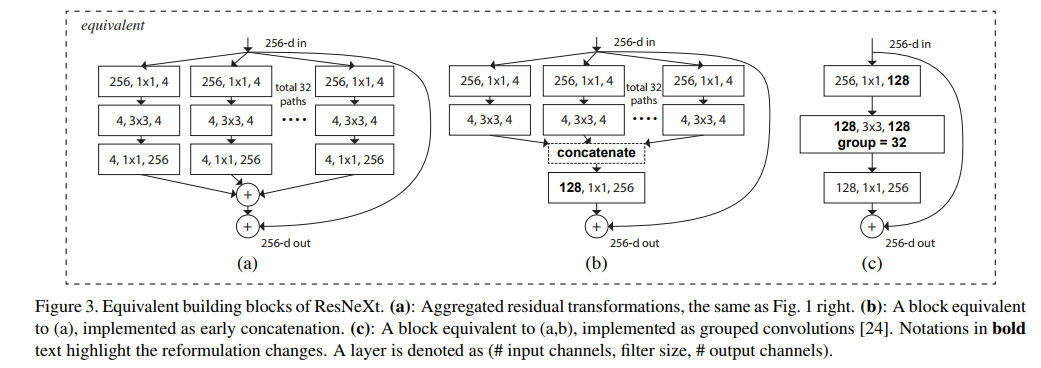 equivalent
256-d in
256, 1x1, 4
256, 1x1, 4
256, 1x1, 4
total 32
paths
....
4, 3x3, 4
4, 3x3, 4
4, 3x3, 4
4, 1x1, 256
4, 1x1, 256
4, 1x1, 256
+
+
256-d out
(a)
256-d in
256, 1x1, 4
256, 1x1, 4
256, 1x1, 4
total 32
paths
....
4, 3x3, 4
4, 3x3, 4
4, 3x3, 4
concatenate
128, 1x1, 256
+
256-d out
(b)
256-d in
256, 1x1, 128
128, 3x3, 128
group = 32
128, 1x1, 256
+
256-d out
(c)
Figure 3. Equivalent building blocks of ResNeXt. (a): Aggregated residual transformations, the same as Fig. 1 right. (b): A block equivalent
to (a), implemented as early concatenation. (c): A block equivalent to (a,b), implemented as grouped convolutions [24]. Notations in bold
text highlight the reformulation changes. A layer is denoted as (# input channels, filter size, # output channels).